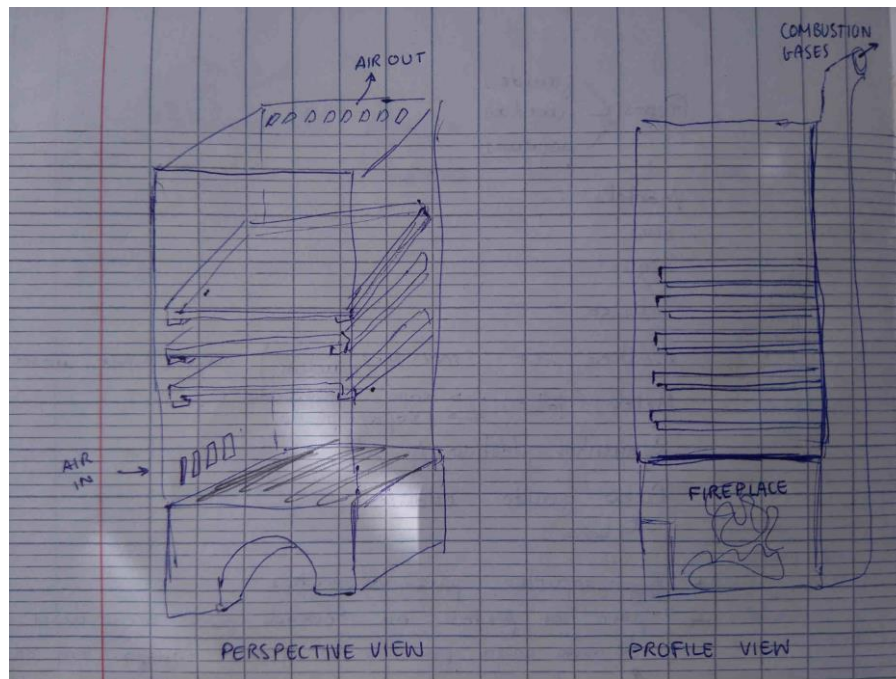 AIR OUT
COMBUSTION
GASES
AIR
IN
FIREPLACE
PERSPECTIVE VIEW
PROFILE VIEW